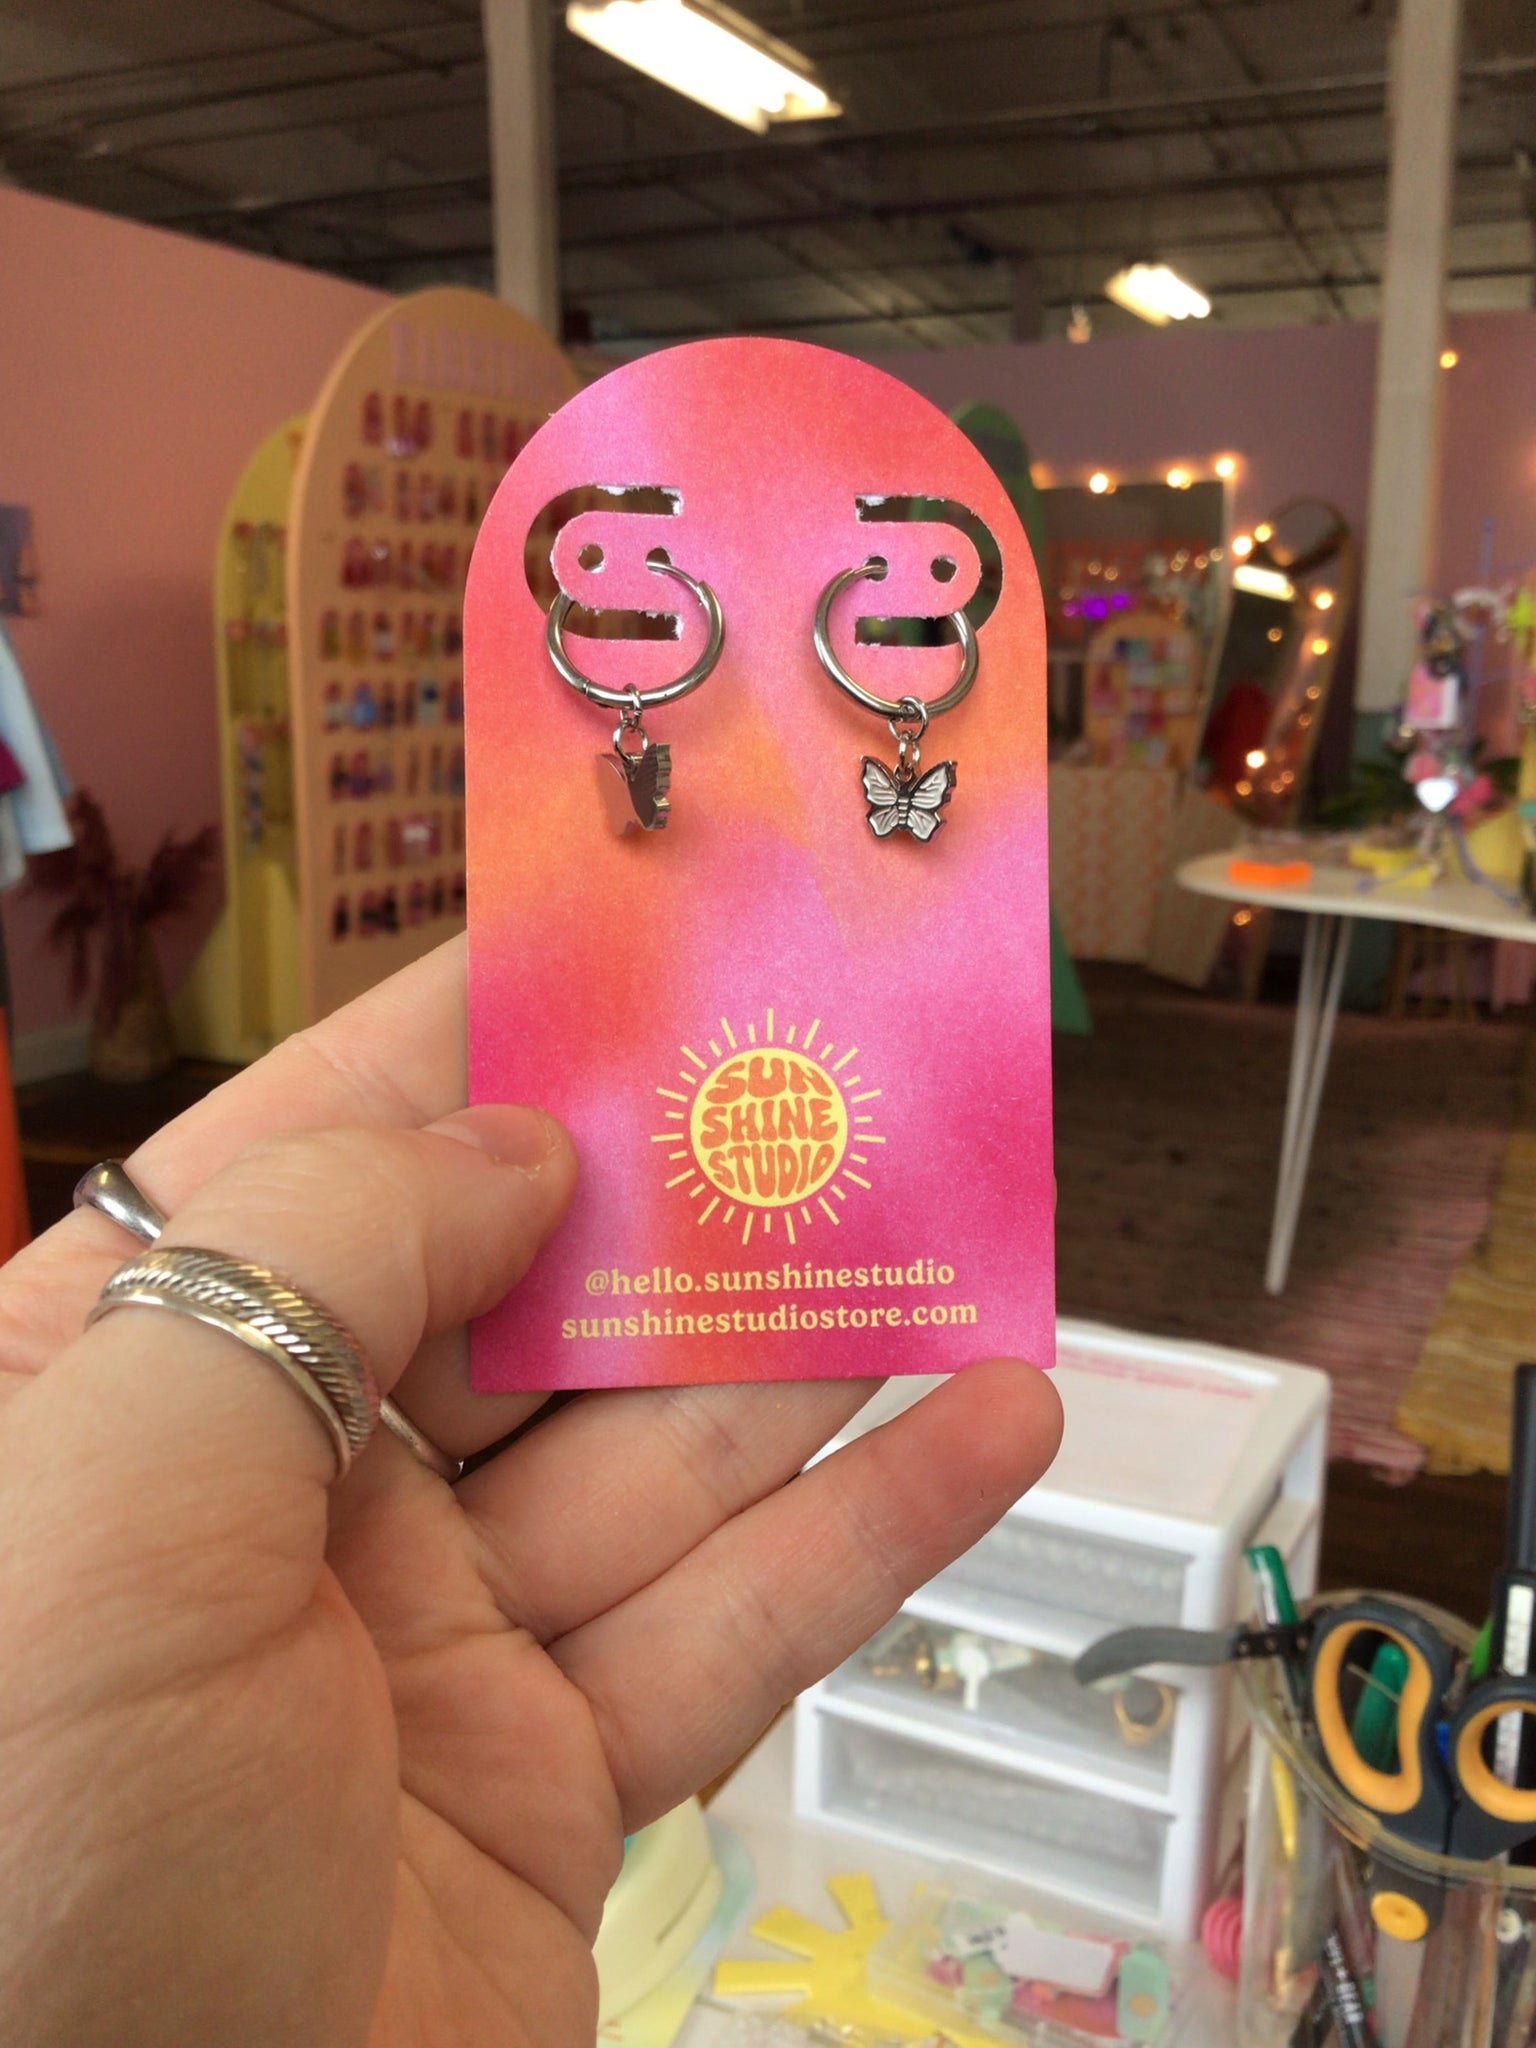 SUN
SHINE
STUDIO
@hello.sunshinestudio
sunshinestudiostore.com